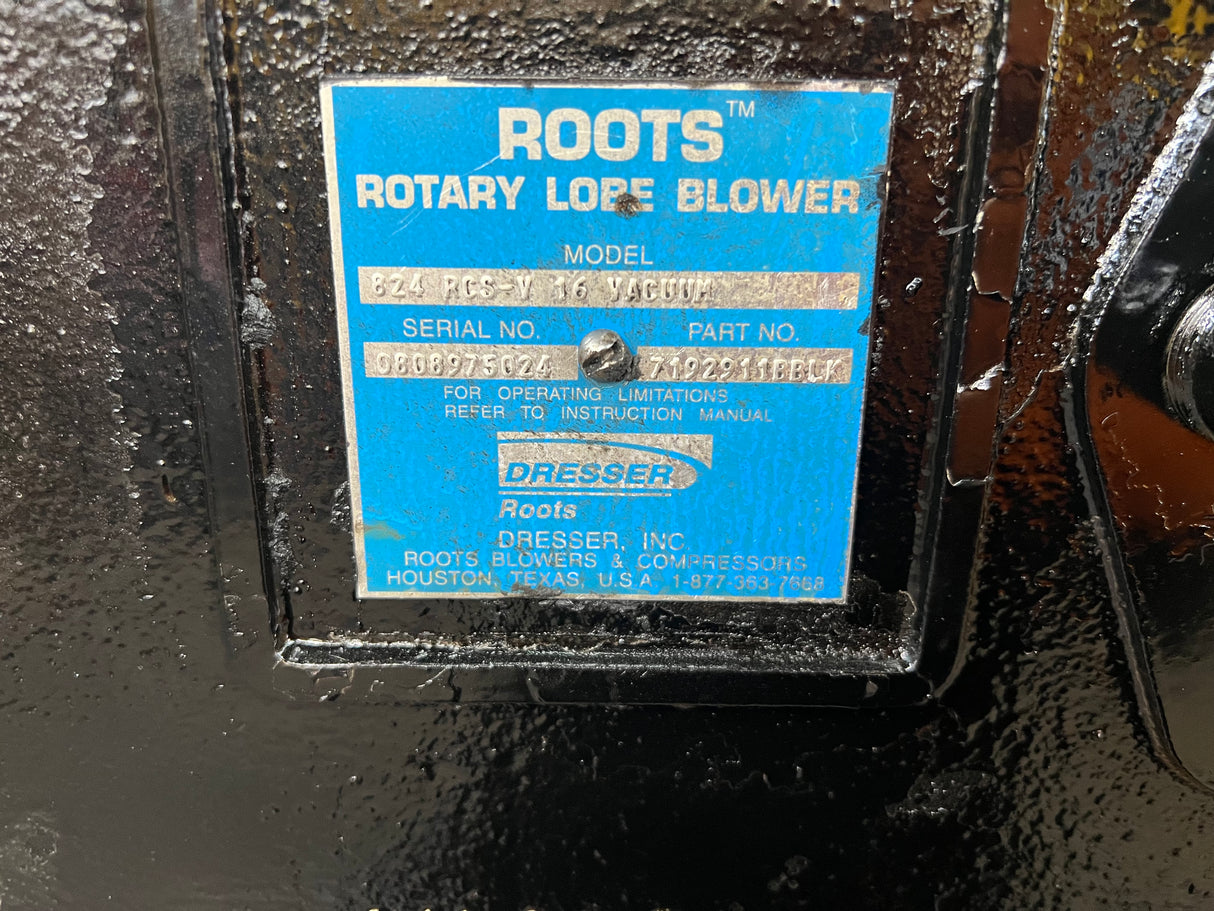 ROOTS™
ROTARY LOBE BLOWER
MODEL
824 RCS-V 16 VACUUM
SERIAL NO. PART NO.
0808975024 7192911BBLK
FOR OPERATING LIMITATIONS
REFER TO INSTRUCTION MANUAL
DRESSER
Roots
DRESSER, INC.
ROOTS BLOWERS & COMPRESSORS
HOUSTON, TEXAS, U.S.A. 1-877-363-7668